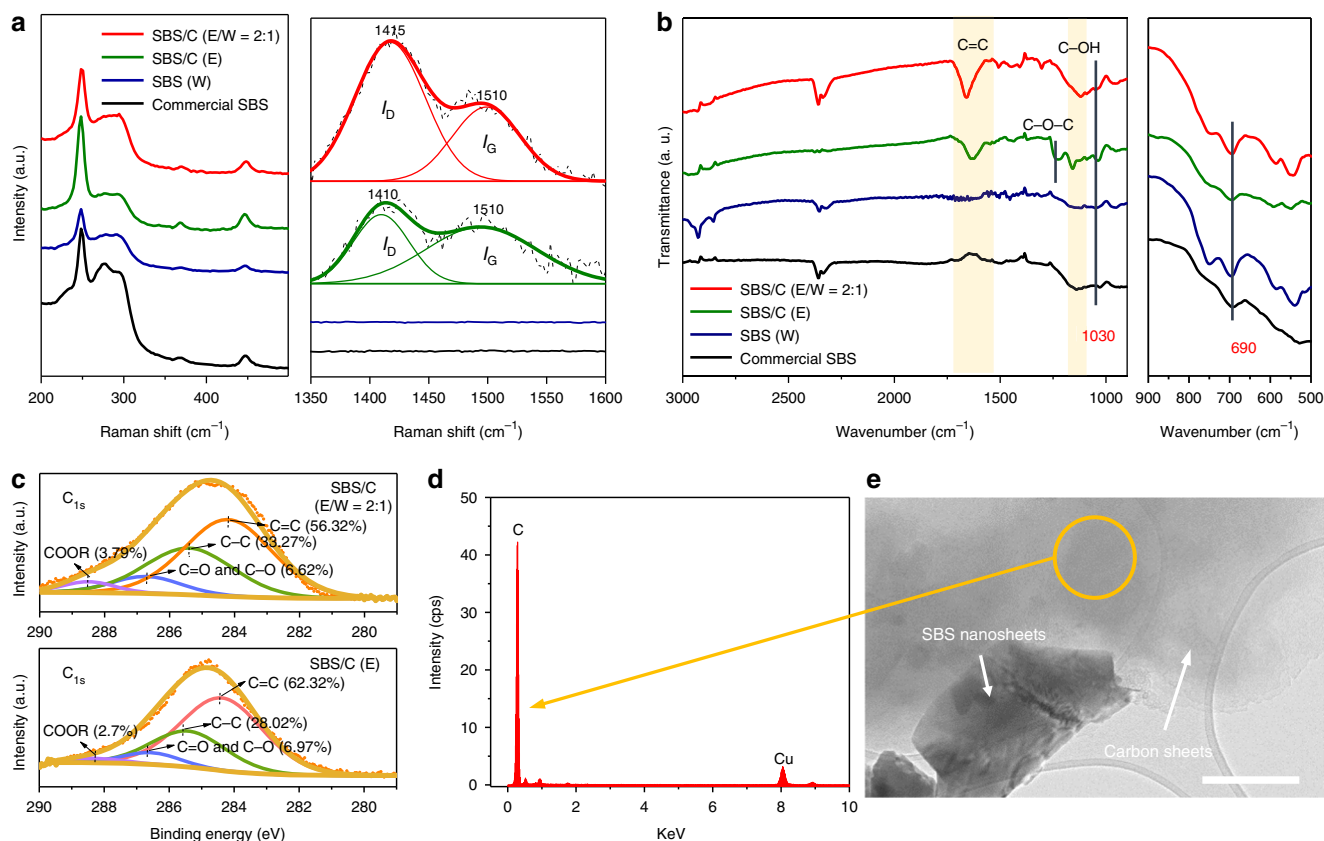 a
SBS/C (E/W = 2:1)
SBS/C (E)
SBS (W)
Commercial SBS
Intensity (a.u.)
200 300 400
Raman shift (cm⁻¹)
1415
1510
I_D
I_G
1410
1510
I_D
I_G
1350 1400 1450 1500 1550 1600
Raman shift (cm⁻¹)
b
C=C
C–OH
C–O–C
Transmittance (a. u.)
SBS/C (E/W = 2:1)
SBS/C (E)
SBS (W)
Commercial SBS
1030
3000 2500 2000 1500 1000
Wavenumber (cm⁻¹)
690
900 800 700 600 500
Wavenumber (cm⁻¹)
c
C₁ₛ
SBS/C
(E/W = 2:1)
C=C (56.32%)
C–C (33.27%)
COOR (3.79%)
C=O and C–O (6.62%)
Intensity (a.u.)
290 288 286 284 282 280
C₁ₛ
SBS/C (E)
C=C (62.32%)
C–C (28.02%)
COOR (2.7%)
C=O and C–O (6.97%)
Intensity (a.u.)
290 288 286 284 282 280
Binding energy (eV)
d
50
40
30
20
10
0
Intensity (cps)
C
Cu
0 2 4 6 8 10
KeV
e
SBS nanosheets
Carbon sheets